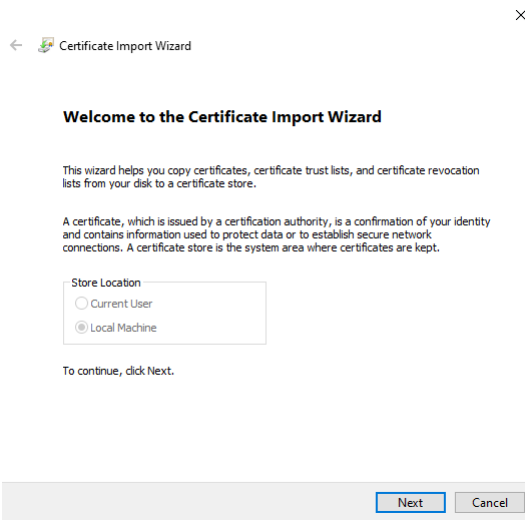 Certificate Import Wizard
Welcome to the Certificate Import Wizard
This wizard helps you copy certificates, certificate trust lists, and certificate revocation
lists from your disk to a certificate store.
A certificate, which is issued by a certification authority, is a confirmation of your identity
and contains information used to protect data or to establish secure network
connections. A certificate store is the system area where certificates are kept.
Store Location
Current User
Local Machine
To continue, click Next.
Next
Cancel